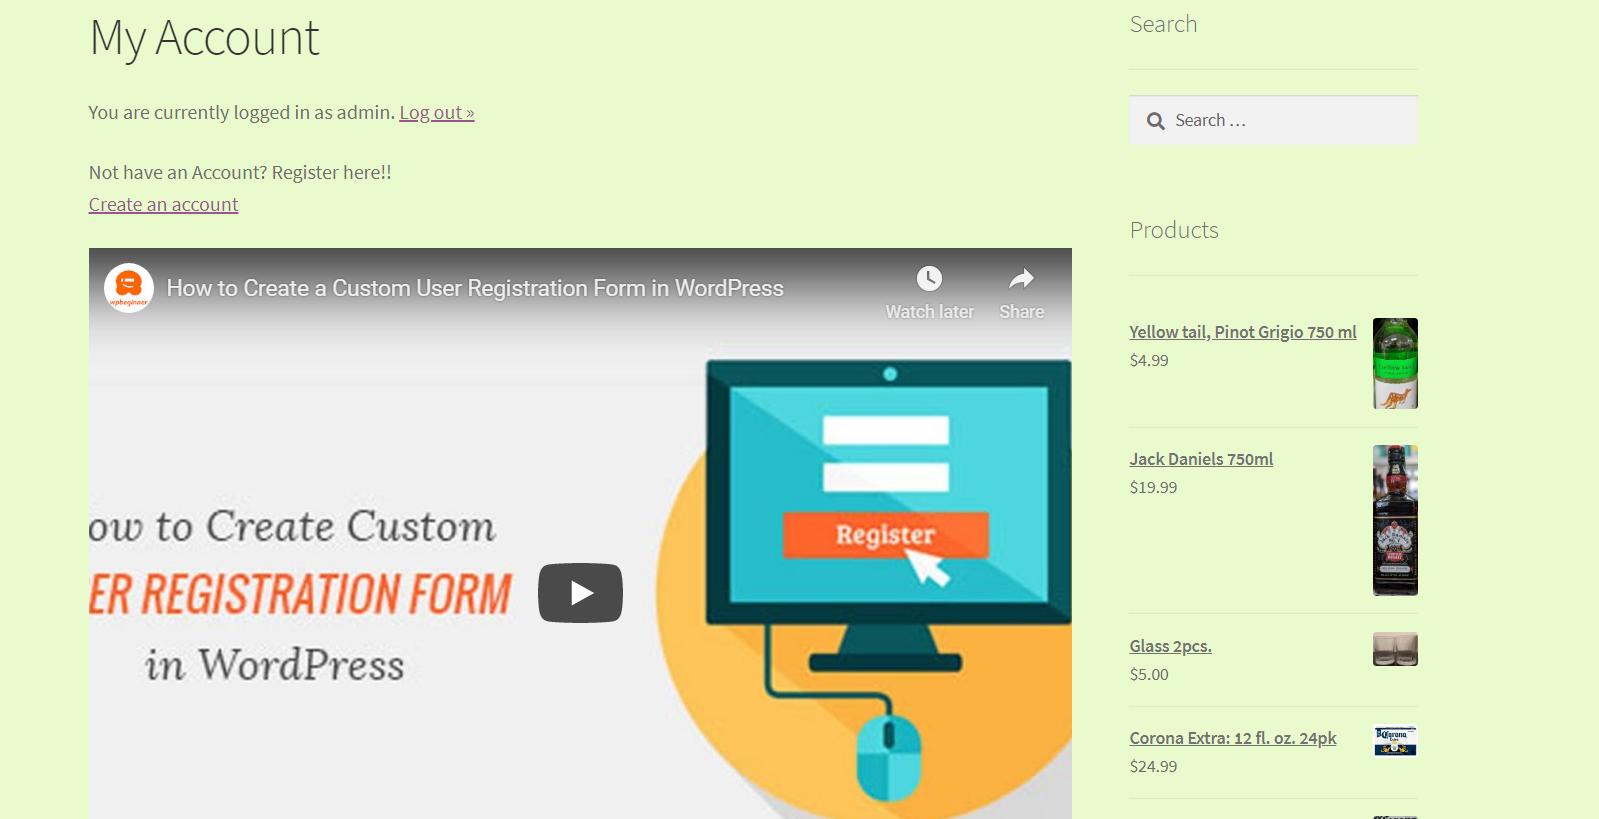 My Account
You are currently logged in as admin. Log out »
Not have an Account? Register here!!
Create an account
wpbeginner
How to Create a Custom User Registration Form in WordPress
Watch later
Share
ow to Create Custom
ER REGISTRATION FORM
in WordPress
Register
Search
Search …
Products
Yellow tail, Pinot Grigio 750 ml
$4.99
Jack Daniels 750ml
$19.99
Glass 2pcs.
$5.00
Corona Extra: 12 fl. oz. 24pk
$24.99
Corona